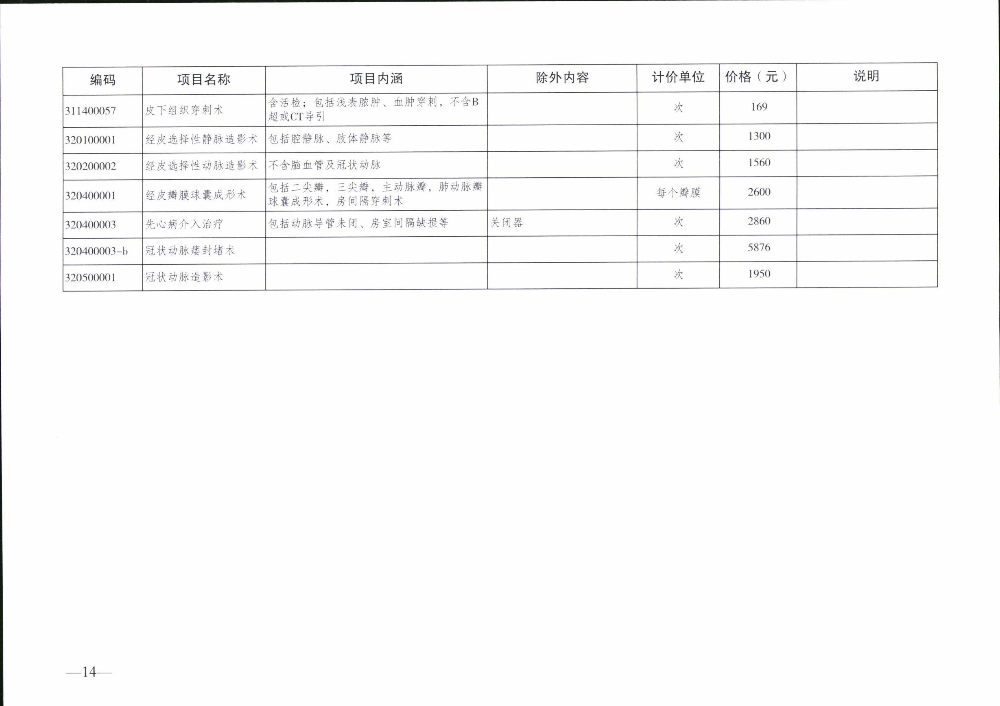 编码 项目名称 项目内涵 除外内容 计价单位 价格（元） 说明
311400057 皮下组织穿刺术 含活检；包括浅表脓肿、血肿穿刺，不含B
超或CT导引 次 169
320100001 经皮选择性静脉造影术 包括腔静脉、肢体静脉等 次 1300
320200002 经皮选择性动脉造影术 不含脑血管及冠状动脉 次 1560
320400001 经皮瓣膜球囊成形术 包括二尖瓣，三尖瓣，主动脉瓣，肺动脉瓣
球囊成形术，房间隔穿刺术 每个瓣膜 2600
320400003 先心病介入治疗 包括动脉导管未闭、房室间隔缺损等 关闭器 次 2860
320400003-b 冠状动脉瘘封堵术 次 5876
320500001 冠状动脉造影术 次 1950
—14—